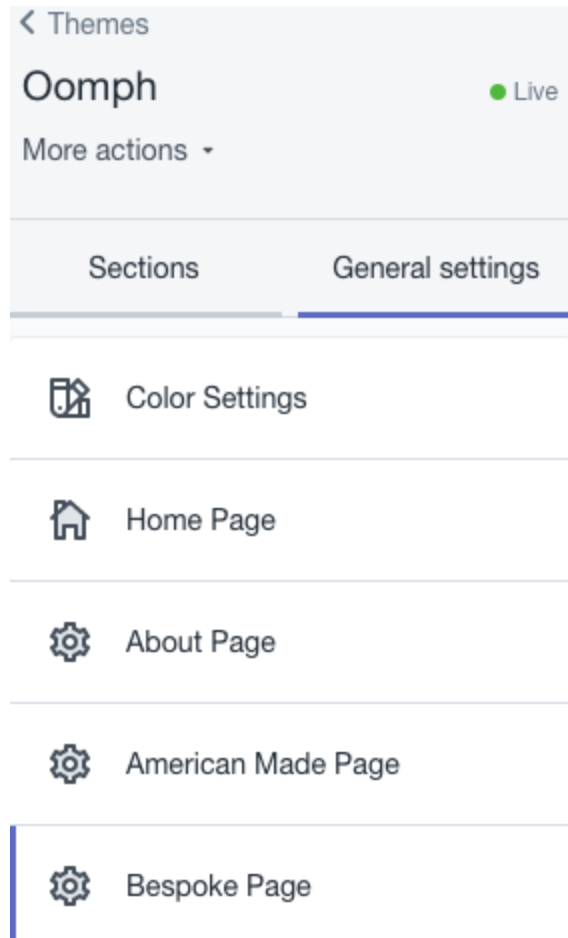 Themes
Oomph
Live
More actions
Sections
General settings
Color Settings
Home Page
About Page
American Made Page
Bespoke Page